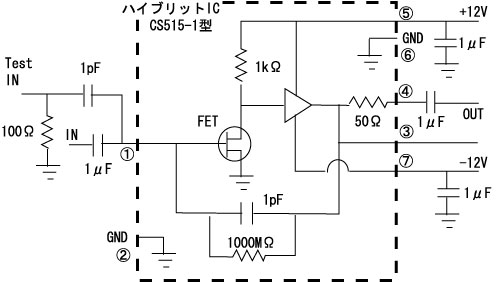 ハイブリットIC
CS515-1型
⑤
+12V
GND
⑥
1μF
Test
IN
1pF
1kΩ
④
1μF
OUT
50Ω
100Ω
IN
1μF
①
FET
③
⑦
-12V
1μF
1pF
1000MΩ
GND
②